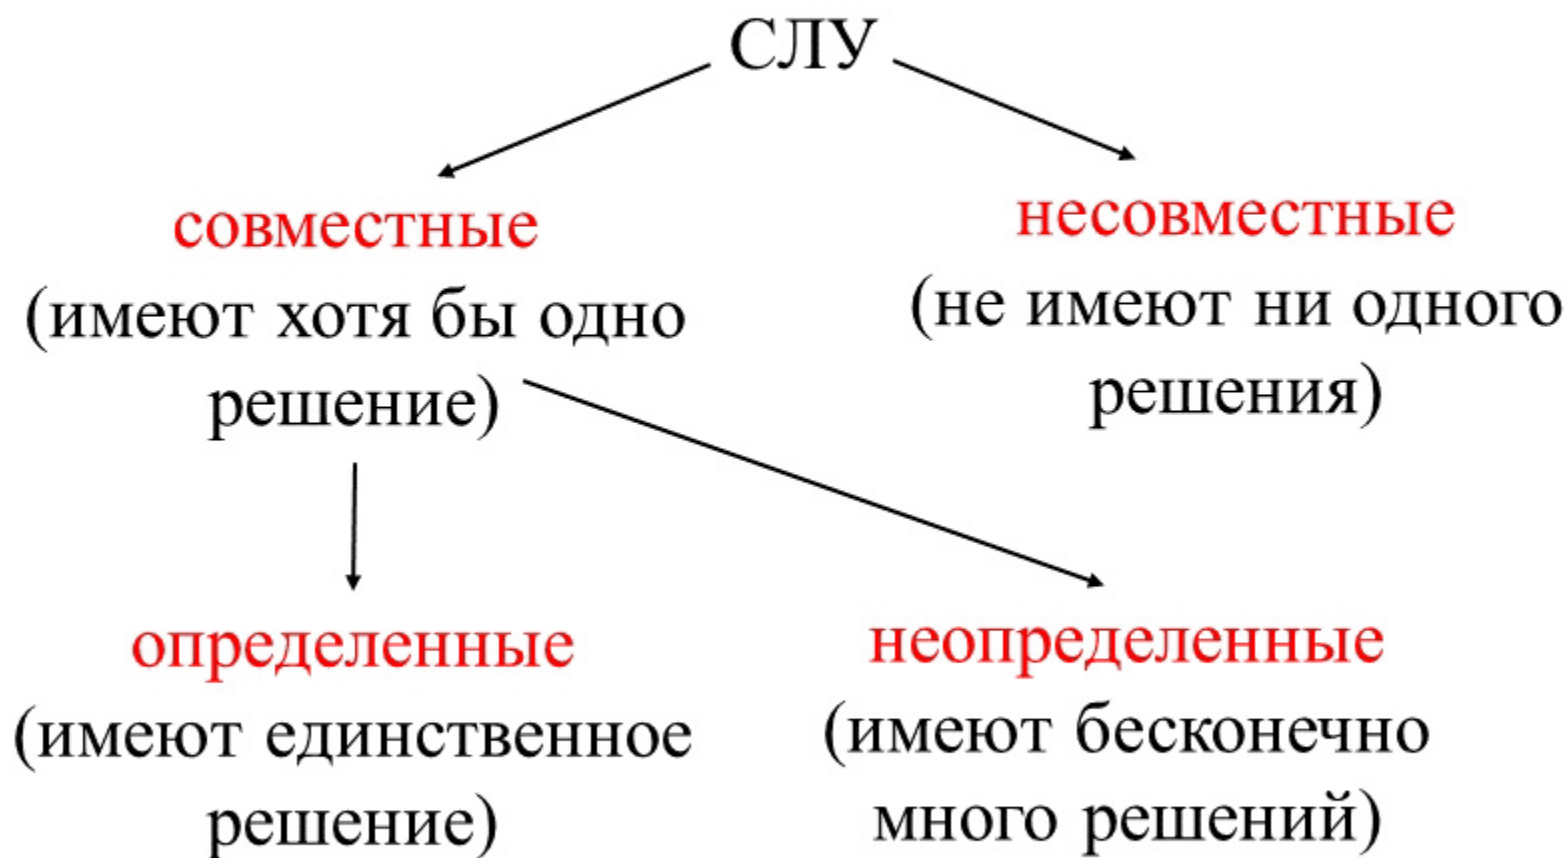 СЛУ
совместные
(имеют хотя бы одно
решение)
несовместные
(не имеют ни одного
решения)
определенные
(имеют единственное
решение)
неопределенные
(имеют бесконечно
много решений)